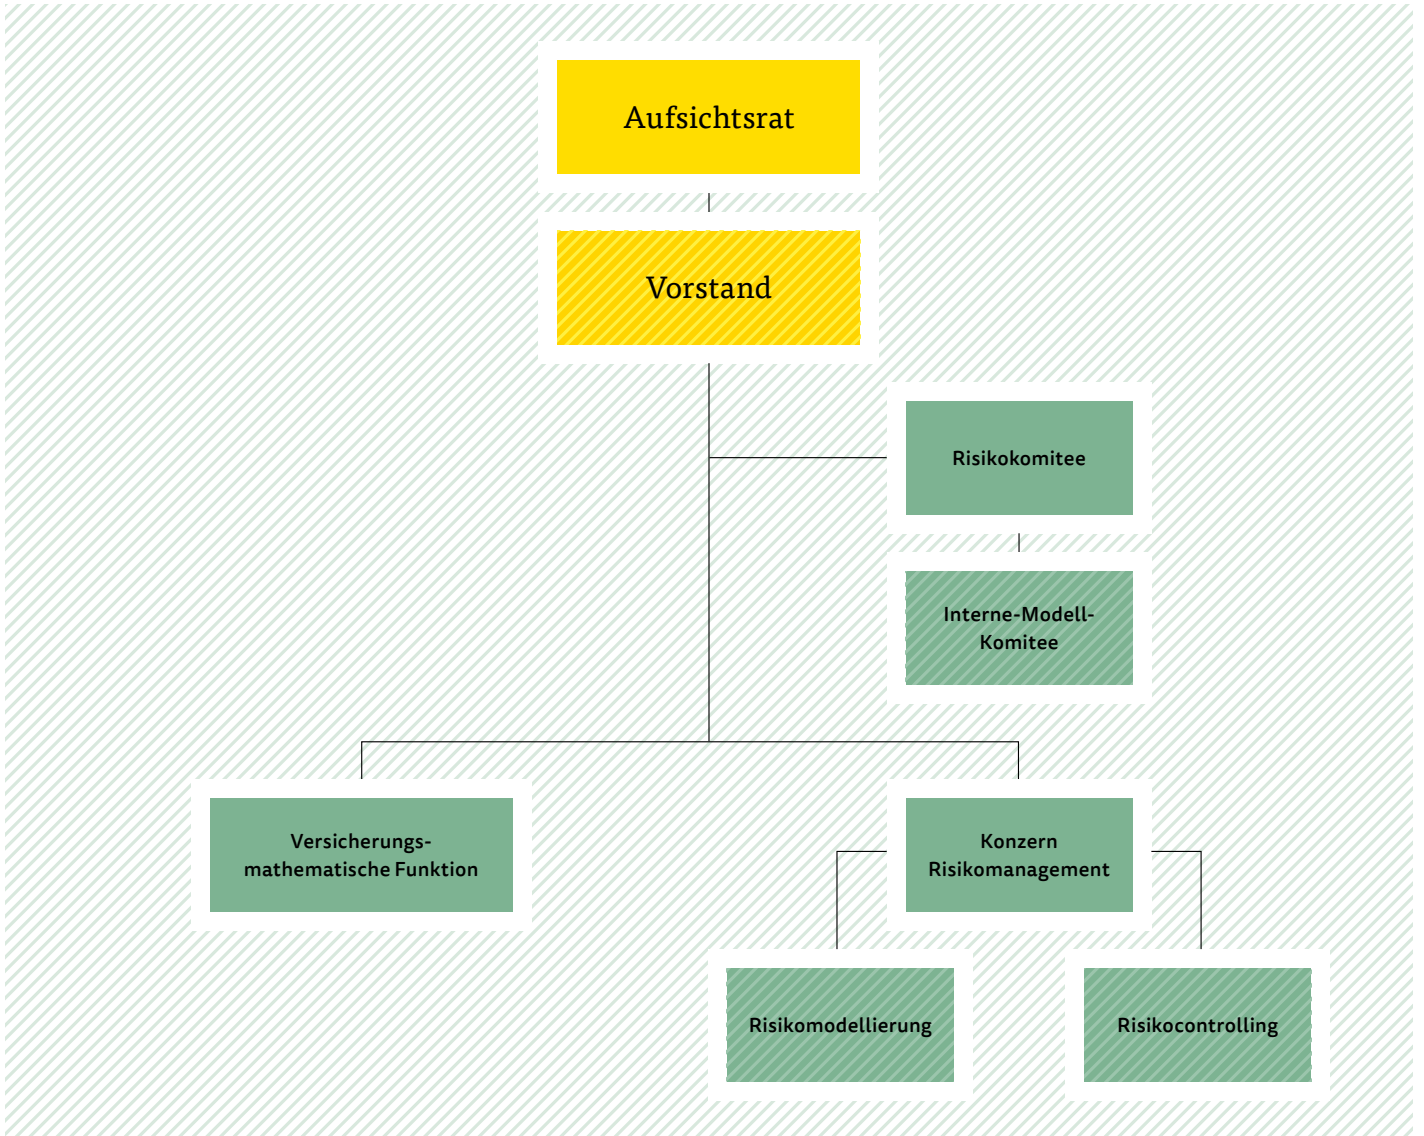 Aufsichtsrat
Vorstand
Risikokomitee
Interne-Modell-
Komitee
Versicherungs-
mathematische Funktion
Konzern
Risikomanagement
Risikomodellierung
Risikocontrolling